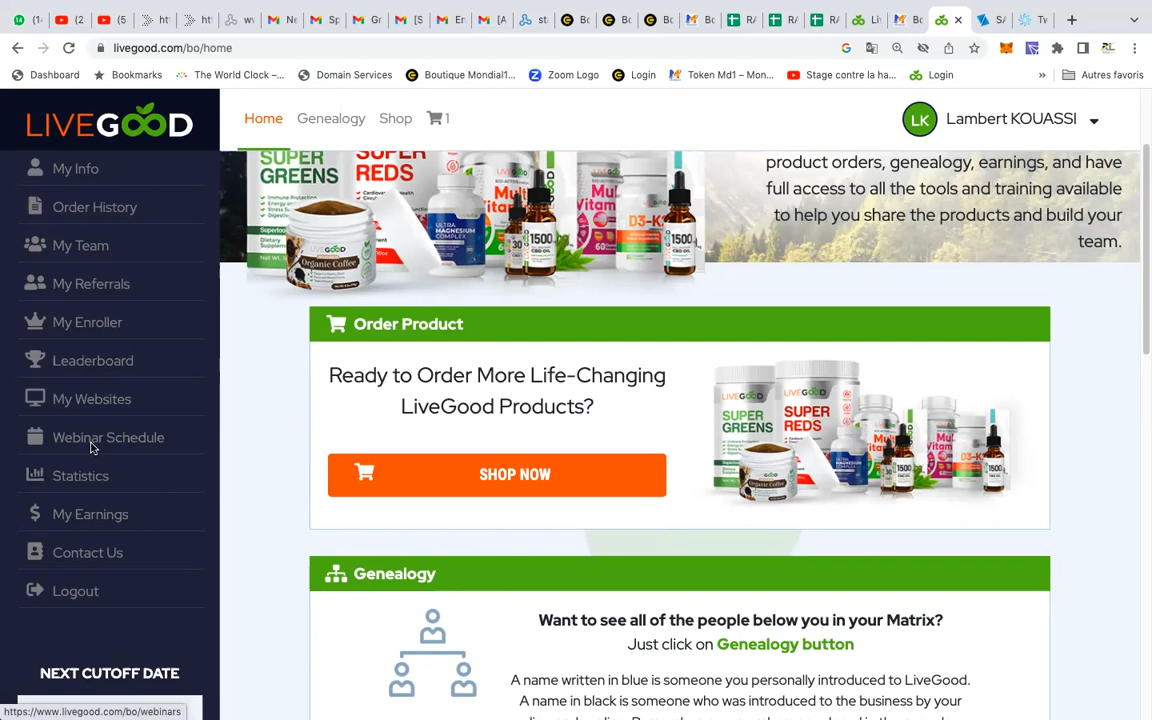 livegood.com/bo/home
Dashboard
Bookmarks
The World Clock –...
Domain Services
Boutique Mondial1...
Zoom Logo
Login
Token Md1 – Mon...
Stage contre la ha...
Login
»
Autres favoris
LIVEGOOD
Home
Genealogy
Shop
1
LK
Lambert KOUASSI
My Info
Order History
My Team
My Referrals
My Enroller
Leaderboard
My Websites
Webinar Schedule
Statistics
My Earnings
Contact Us
Logout
NEXT CUTOFF DATE
https://www.livegood.com/bo/webinars
product orders, genealogy, earnings, and have
full access to all the tools and training available
to help you share the products and build your
team.
Order Product
Ready to Order More Life-Changing
LiveGood Products?
SHOP NOW
SUPER
GREENS
SUPER
REDS
Genealogy
Want to see all of the people below you in your Matrix?
Just click on Genealogy button
A name written in blue is someone you personally introduced to LiveGood.
A name in black is someone who was introduced to the business by your